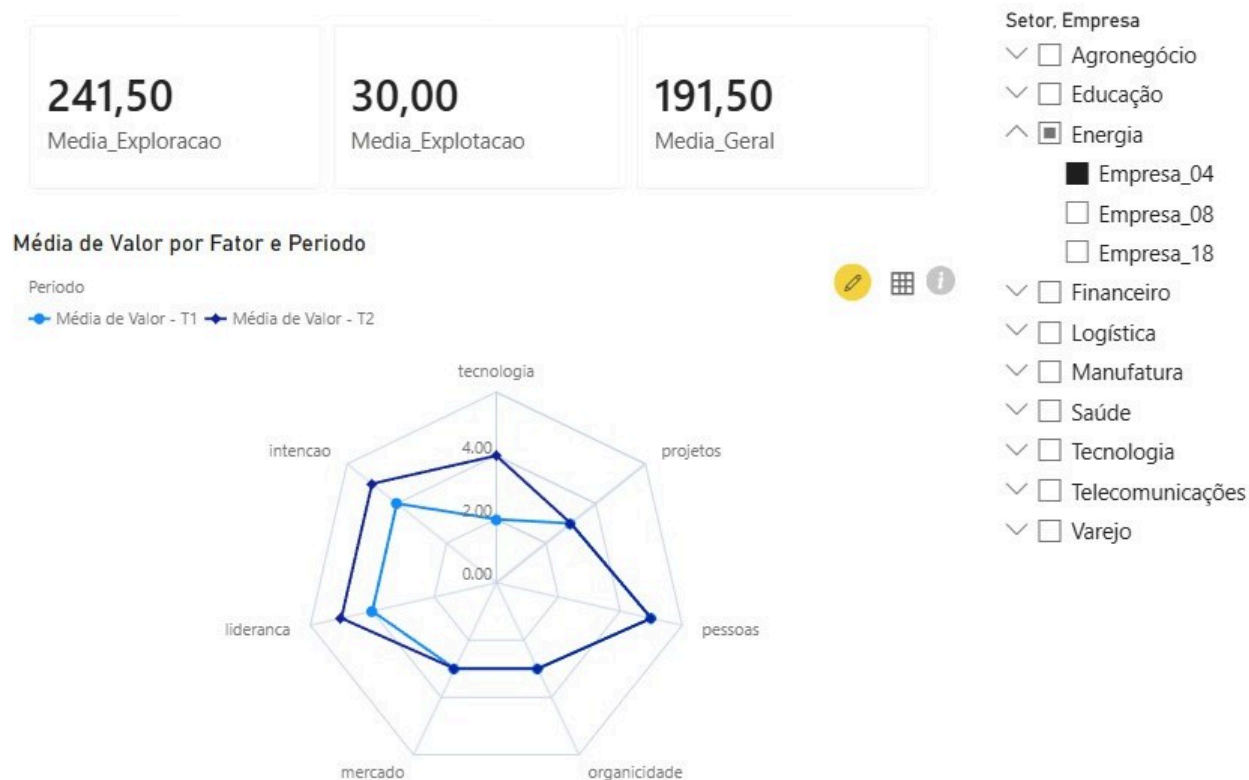 241,50
Media_Exploracao
30,00
Media_Explotacao
191,50
Media_Geral
Média de Valor por Fator e Periodo
Periodo
Média de Valor - T1
Média de Valor - T2
tecnologia
intencao
4.00
projetos
2.00
0.00
lideranca
pessoas
mercado
organicidade
Setor, Empresa
Agronegócio
Educação
Energia
Empresa_04
Empresa_08
Empresa_18
Financeiro
Logística
Manufatura
Saúde
Tecnologia
Telecomunicações
Varejo